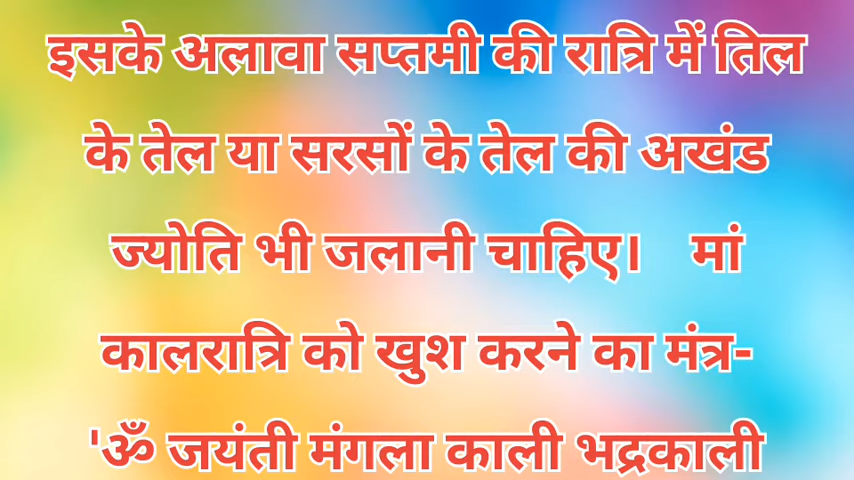 इसके अलावा सप्तमी की रात्रि में तिल
के तेल या सरसों के तेल की अखंड
ज्योति भी जलानी चाहिए। मां
कालरात्रि को खुश करने का मंत्र-
'ॐ जयंती मंगला काली भद्रकाली